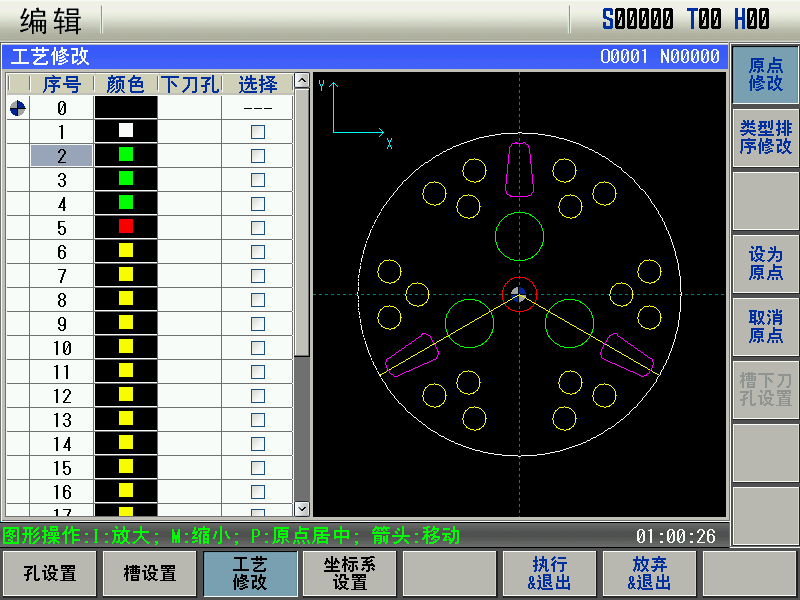 编辑
S00000 T00 H00
工艺修改
O0001 N00000
序号 颜色 下刀孔 选择
0 ---
1
2
3
4
5
6
7
8
9
10
11
12
13
14
15
16
17
Y
X
原点
修改
类型排
序修改
设为
原点
取消
原点
槽下刀
孔设置
图形操作:I:放大; M:缩小; P:原点居中; 箭头:移动
01:00:26
孔设置
槽设置
工艺
修改
坐标系
设置
执行
&退出
放弃
&退出